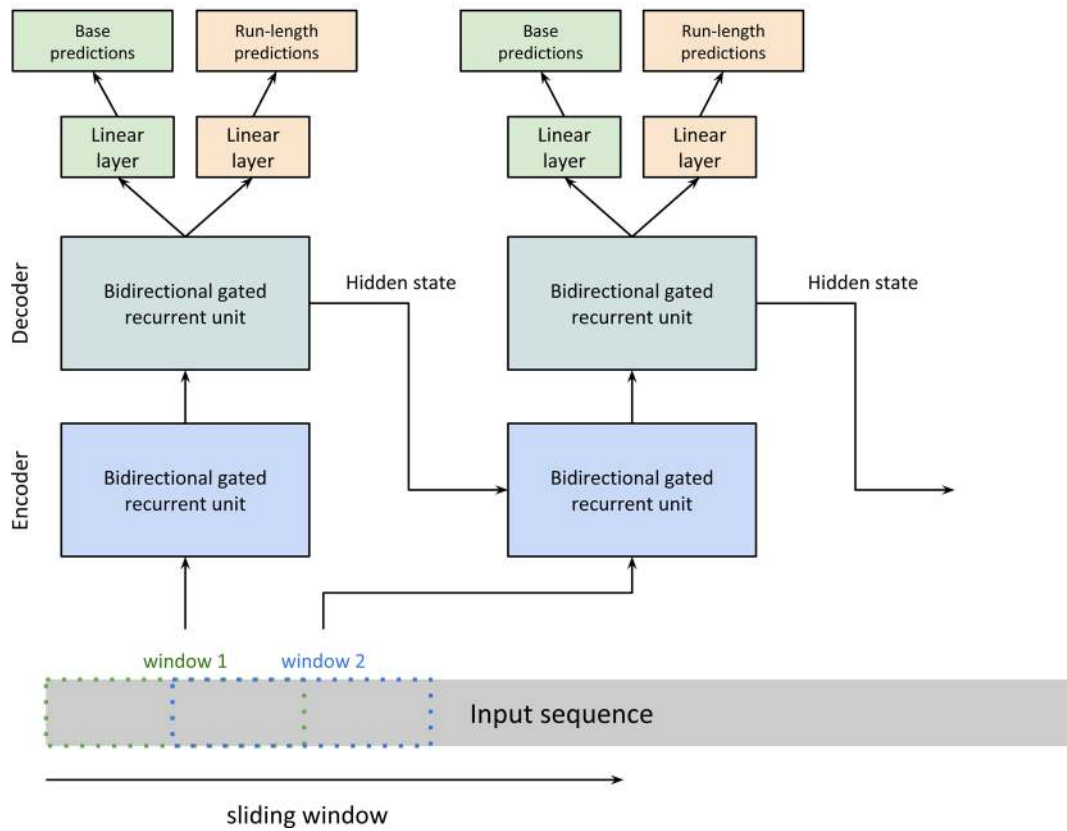 Base
predictions
Run-length
predictions
Base
predictions
Run-length
predictions
Linear
layer
Linear
layer
Linear
layer
Linear
layer
Decoder
Bidirectional gated
recurrent unit
Hidden state
Bidirectional gated
recurrent unit
Hidden state
Encoder
Bidirectional gated
recurrent unit
Bidirectional gated
recurrent unit
window 1
window 2
Input sequence
sliding window